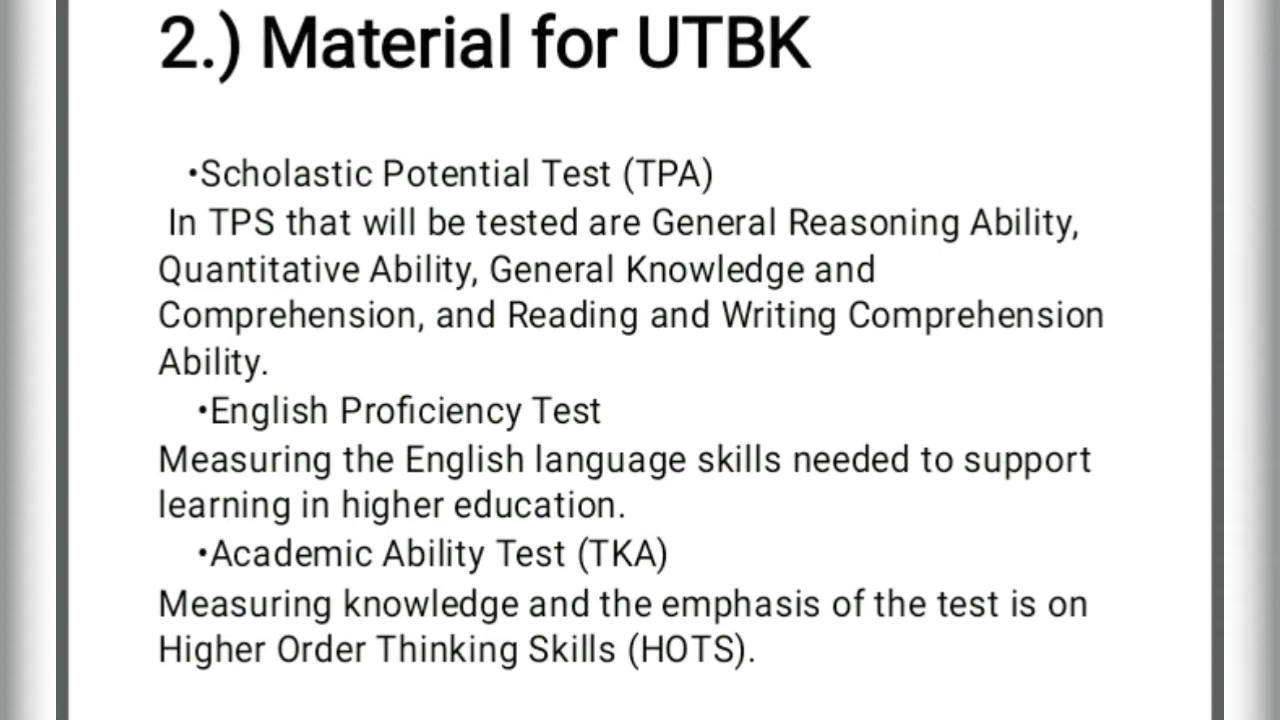 2.) Material for UTBK
•Scholastic Potential Test (TPA)
In TPS that will be tested are General Reasoning Ability,
Quantitative Ability, General Knowledge and
Comprehension, and Reading and Writing Comprehension
Ability.
•English Proficiency Test
Measuring the English language skills needed to support
learning in higher education.
•Academic Ability Test (TKA)
Measuring knowledge and the emphasis of the test is on
Higher Order Thinking Skills (HOTS).